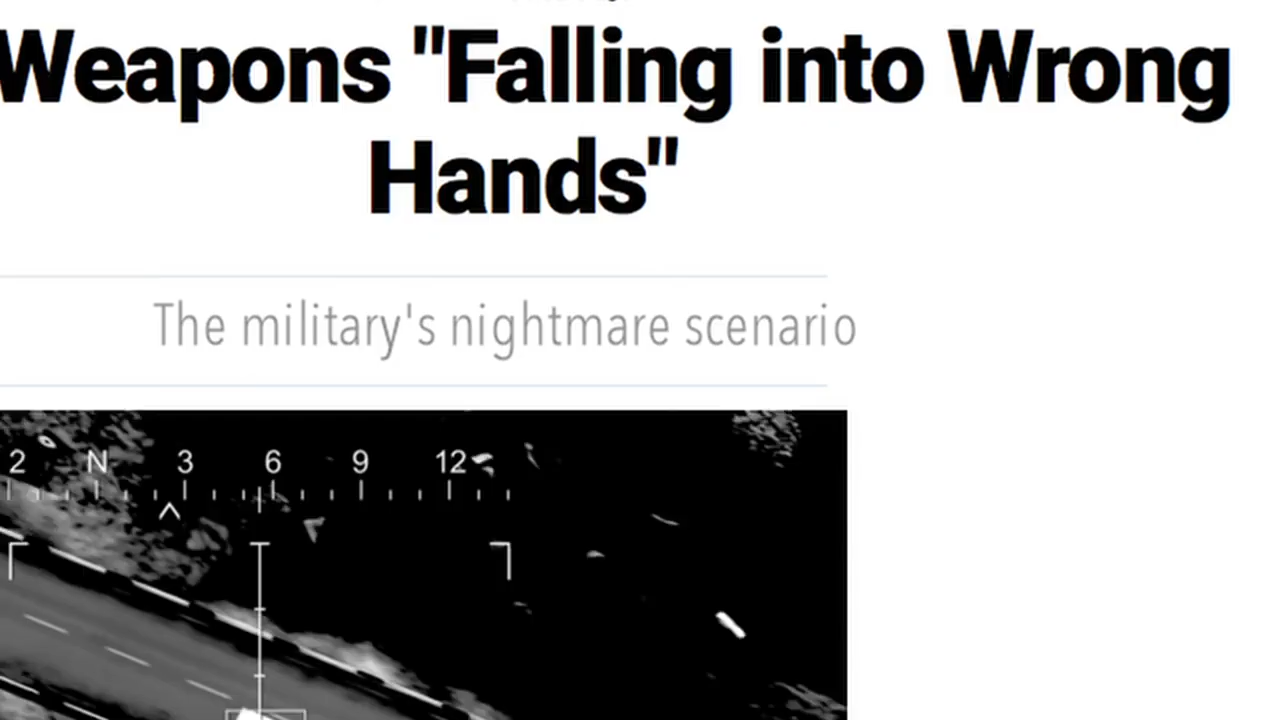 Weapons "Falling into Wrong
Hands"
The military's nightmare scenario
2 N 3 6 9 12